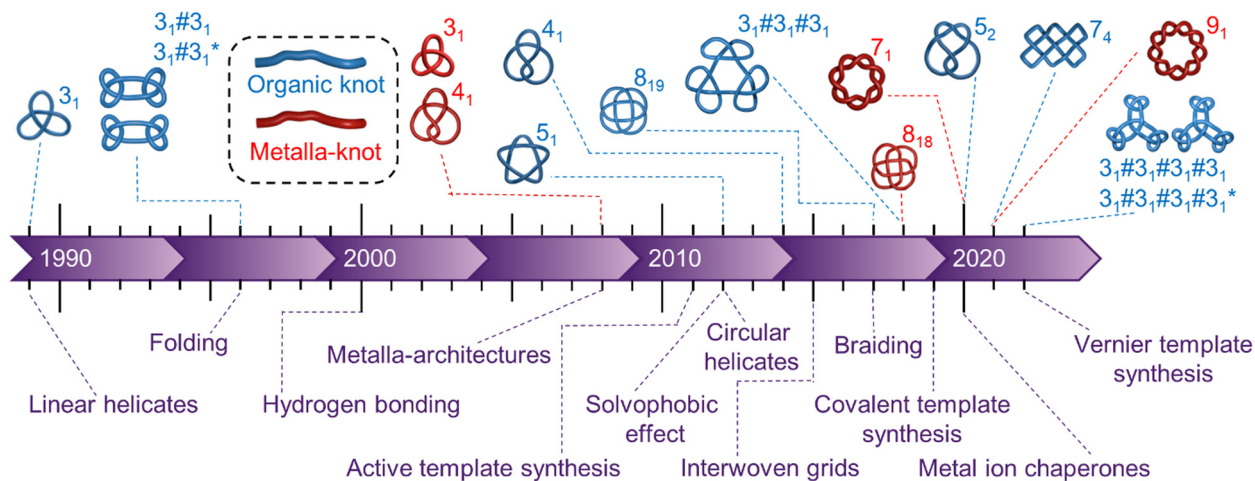 3₁#3₁
3₁#3₁*
3₁
Organic knot
Metalla-knot
3₁
4₁
4₁
5₁
8₁₉
3₁#3₁#3₁
7₁
8₁₈
5₂
7₄
9₁
3₁#3₁#3₁#3₁
3₁#3₁#3₁#3₁*
1990
2000
2010
2020
Folding
Linear helicates
Hydrogen bonding
Metalla-architectures
Active template synthesis
Solvophobic
effect
Circular
helicates
Interwoven grids
Braiding
Covalent template
synthesis
Metal ion chaperones
Vernier template
synthesis